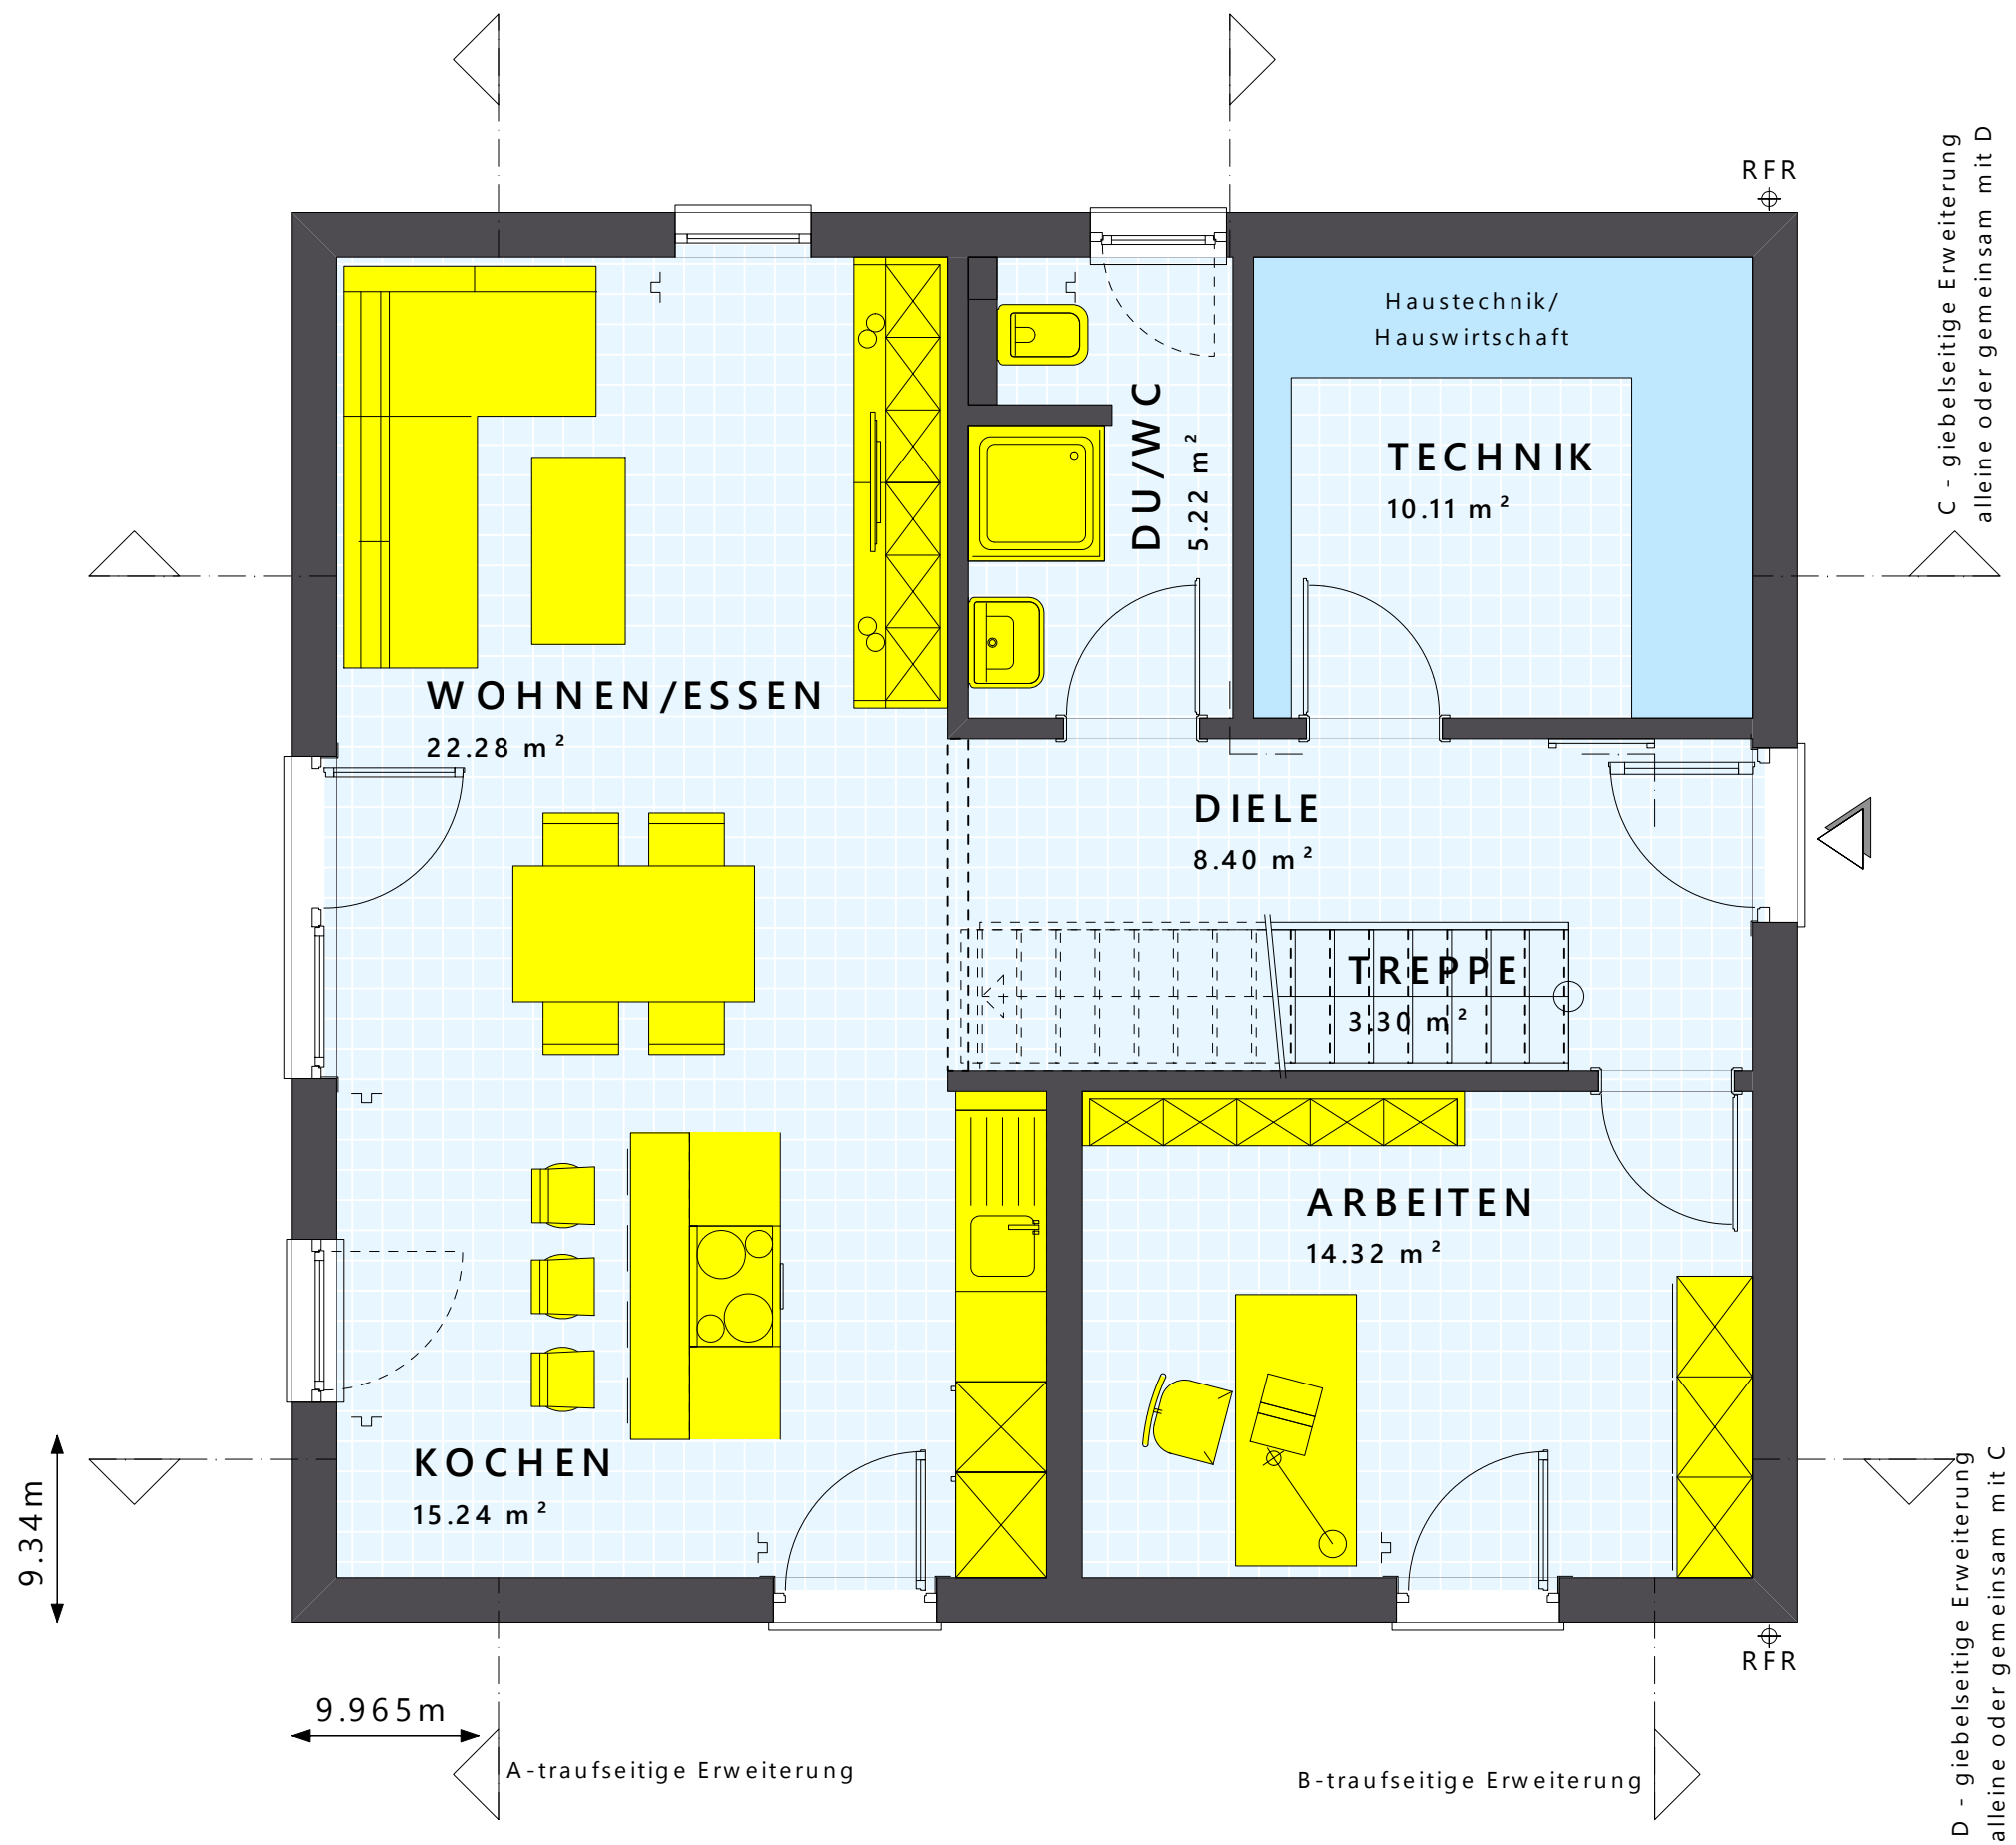 RFR
C - giebelseitige Erweiterung
alleine oder gemeinsam mit D
Haustechnik/
Hauswirtschaft
TECHNIK
10.11 m²
DU/WC
5.22 m²
WOHNEN/ESSEN
22.28 m²
DIELE
8.40 m²
TREPPE
3.30 m²
ARBEITEN
14.32 m²
KOCHEN
15.24 m²
9.34m
9.965m
RFR
A-traufseitige Erweiterung
B-traufseitige Erweiterung
D - giebelseitige Erweiterung
alleine oder gemeinsam mit C